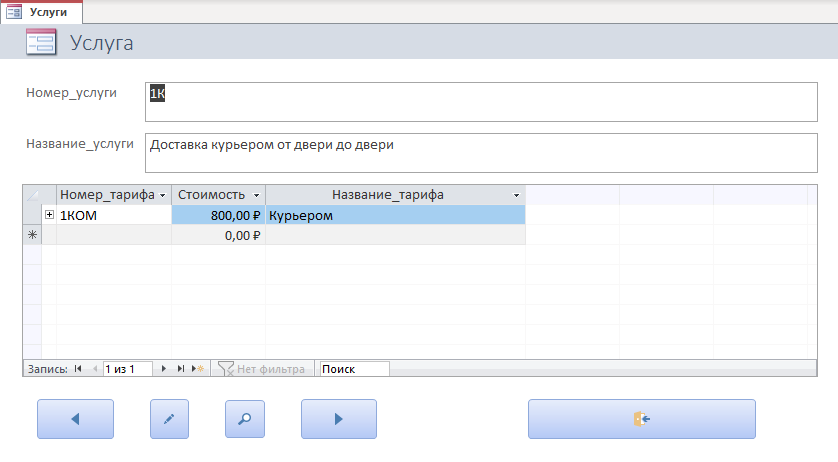 Услуги
Услуга
Номер_услуги 1К
Название_услуги Доставка курьером от двери до двери
Номер_тарифа Стоимость Название_тарифа
1КОМ 800,00 ₽ Курьером
0,00 ₽
Запись: 1 из 1 Нет фильтра Поиск